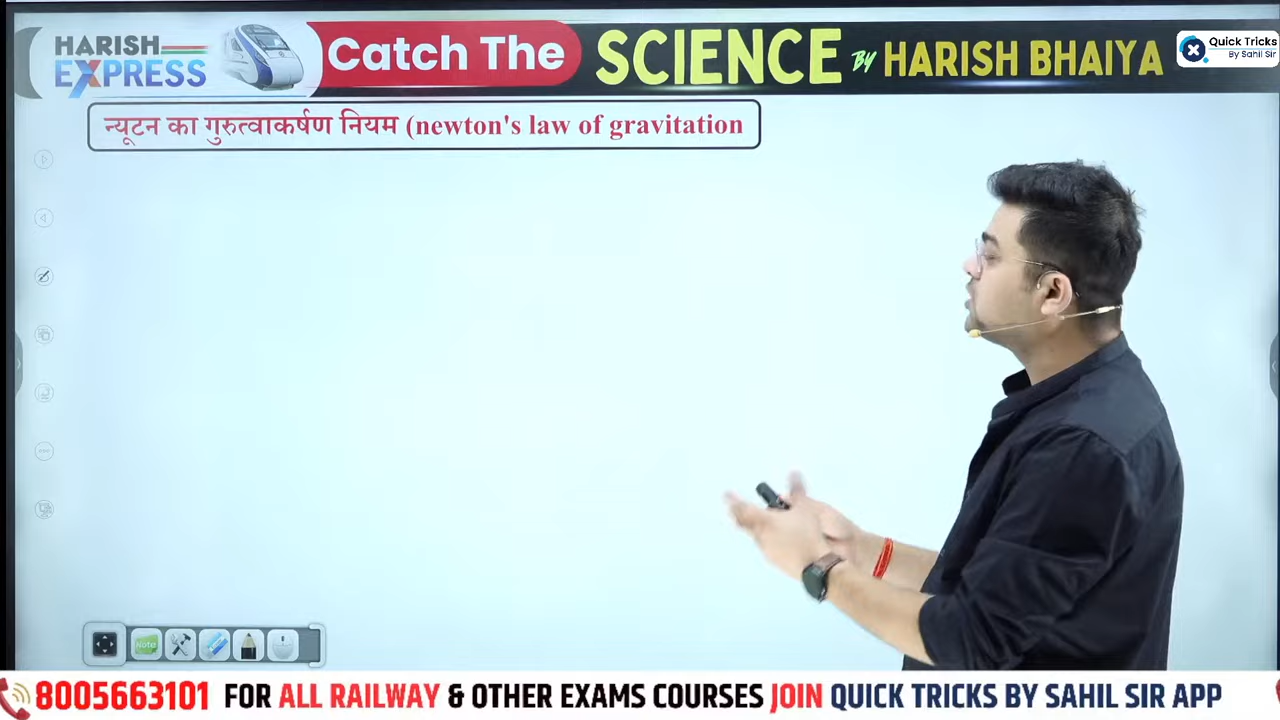 HARISH
EXPRESS
Catch The SCIENCE BY HARISH BHAIYA
Quick Tricks
By Sahil Sir
न्यूटन का गुरुत्वाकर्षण नियम (newton's law of gravitation
Note
8005663101 FOR ALL RAILWAY & OTHER EXAMS COURSES JOIN QUICK TRICKS BY SAHIL SIR APP